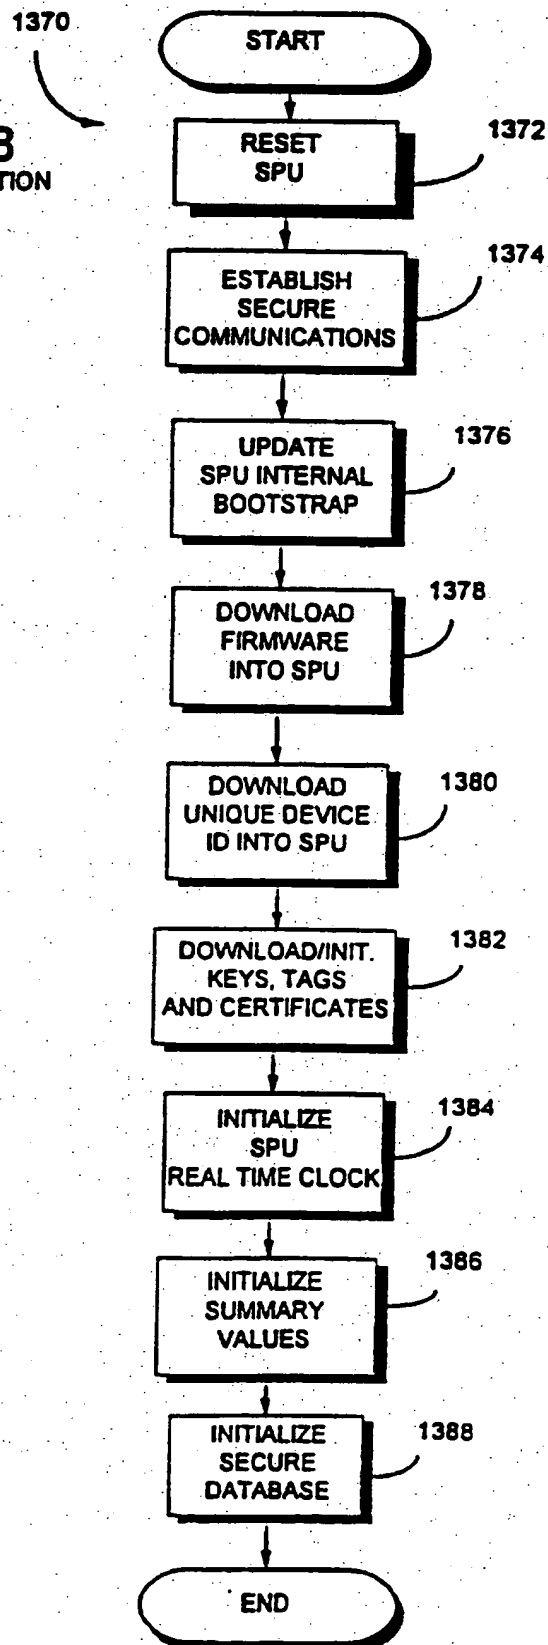 1370
START
RESET
SPU
1372
ESTABLISH
SECURE
COMMUNICATIONS
1374
UPDATE
SPU INTERNAL
BOOTSTRAP
1376
DOWNLOAD
FIRMWARE
INTO SPU
1378
DOWNLOAD
UNIQUE DEVICE
ID INTO SPU
1380
DOWNLOAD/INIT.
KEYS, TAGS
AND CERTIFICATES
1382
INITIALIZE
SPU
REAL TIME CLOCK
1384
INITIALIZE
SUMMARY
VALUES
1386
INITIALIZE
SECURE
DATABASE
1388
END